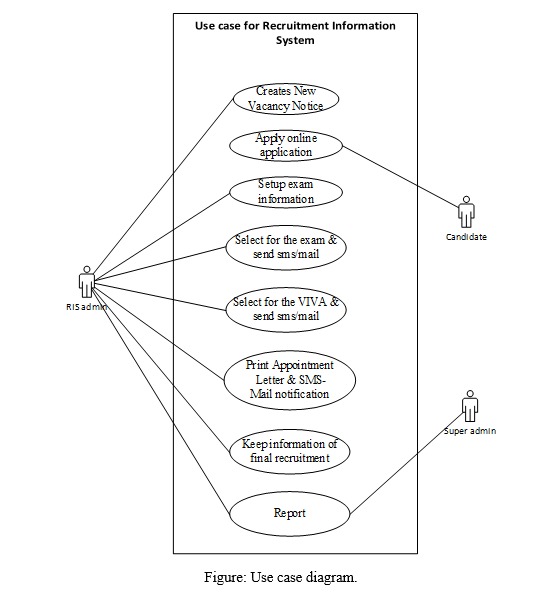 Use case for Recruitment Information
System
Creates New
Vacancy Notice
Apply online
application
Setup exam
information
Candidate
Select for the exam &
send sms/mail
RIS admin
Select for the VIVA &
send sms/mail
Print Appointment
Letter & SMS-
Mail notification
Super admin
Keep information of
final recruitment
Report
Figure: Use case diagram.